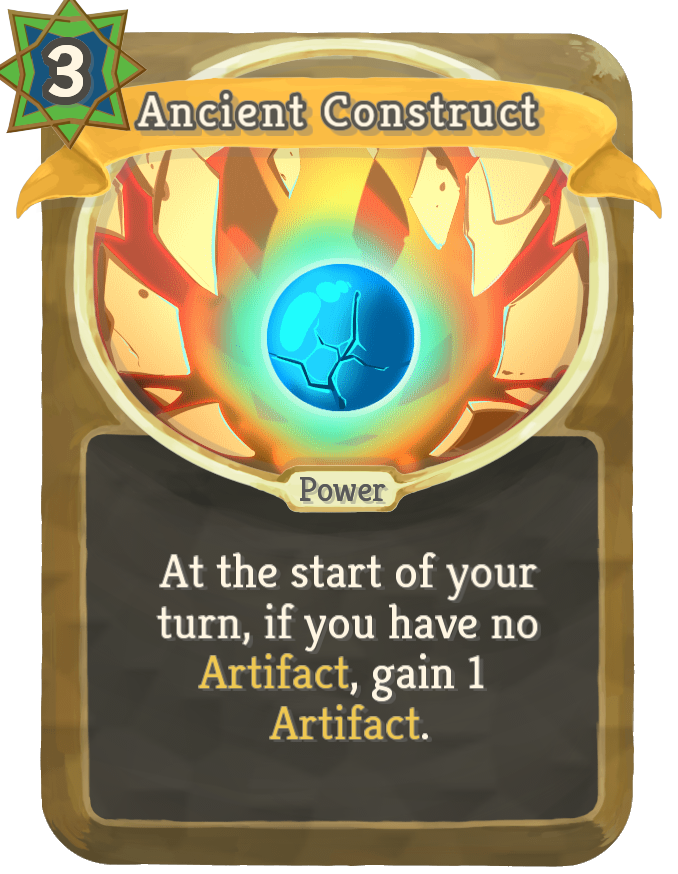 3
Ancient Construct
Power
At the start of your
turn, if you have no
Artifact, gain 1
Artifact.